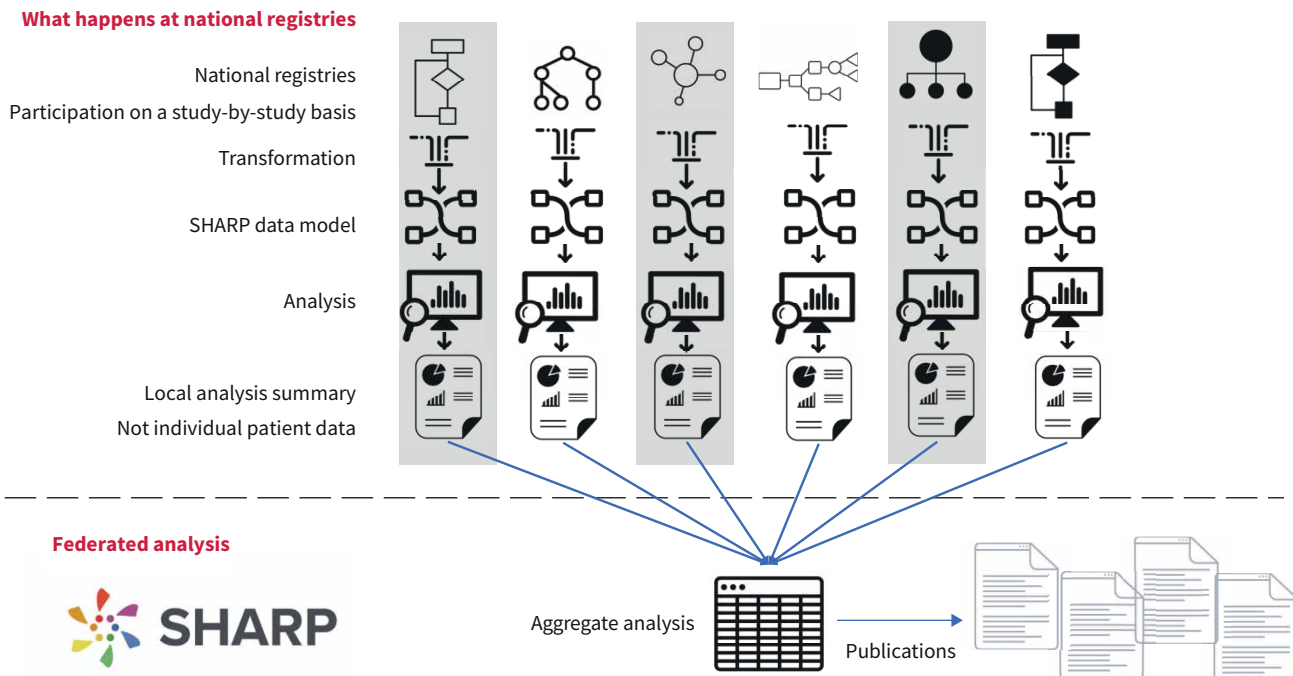 What happens at national registries
National registries
Participation on a study-by-study basis
Transformation
SHARP data model
Analysis
Local analysis summary
Not individual patient data
Federated analysis
SHARP
Aggregate analysis
Publications